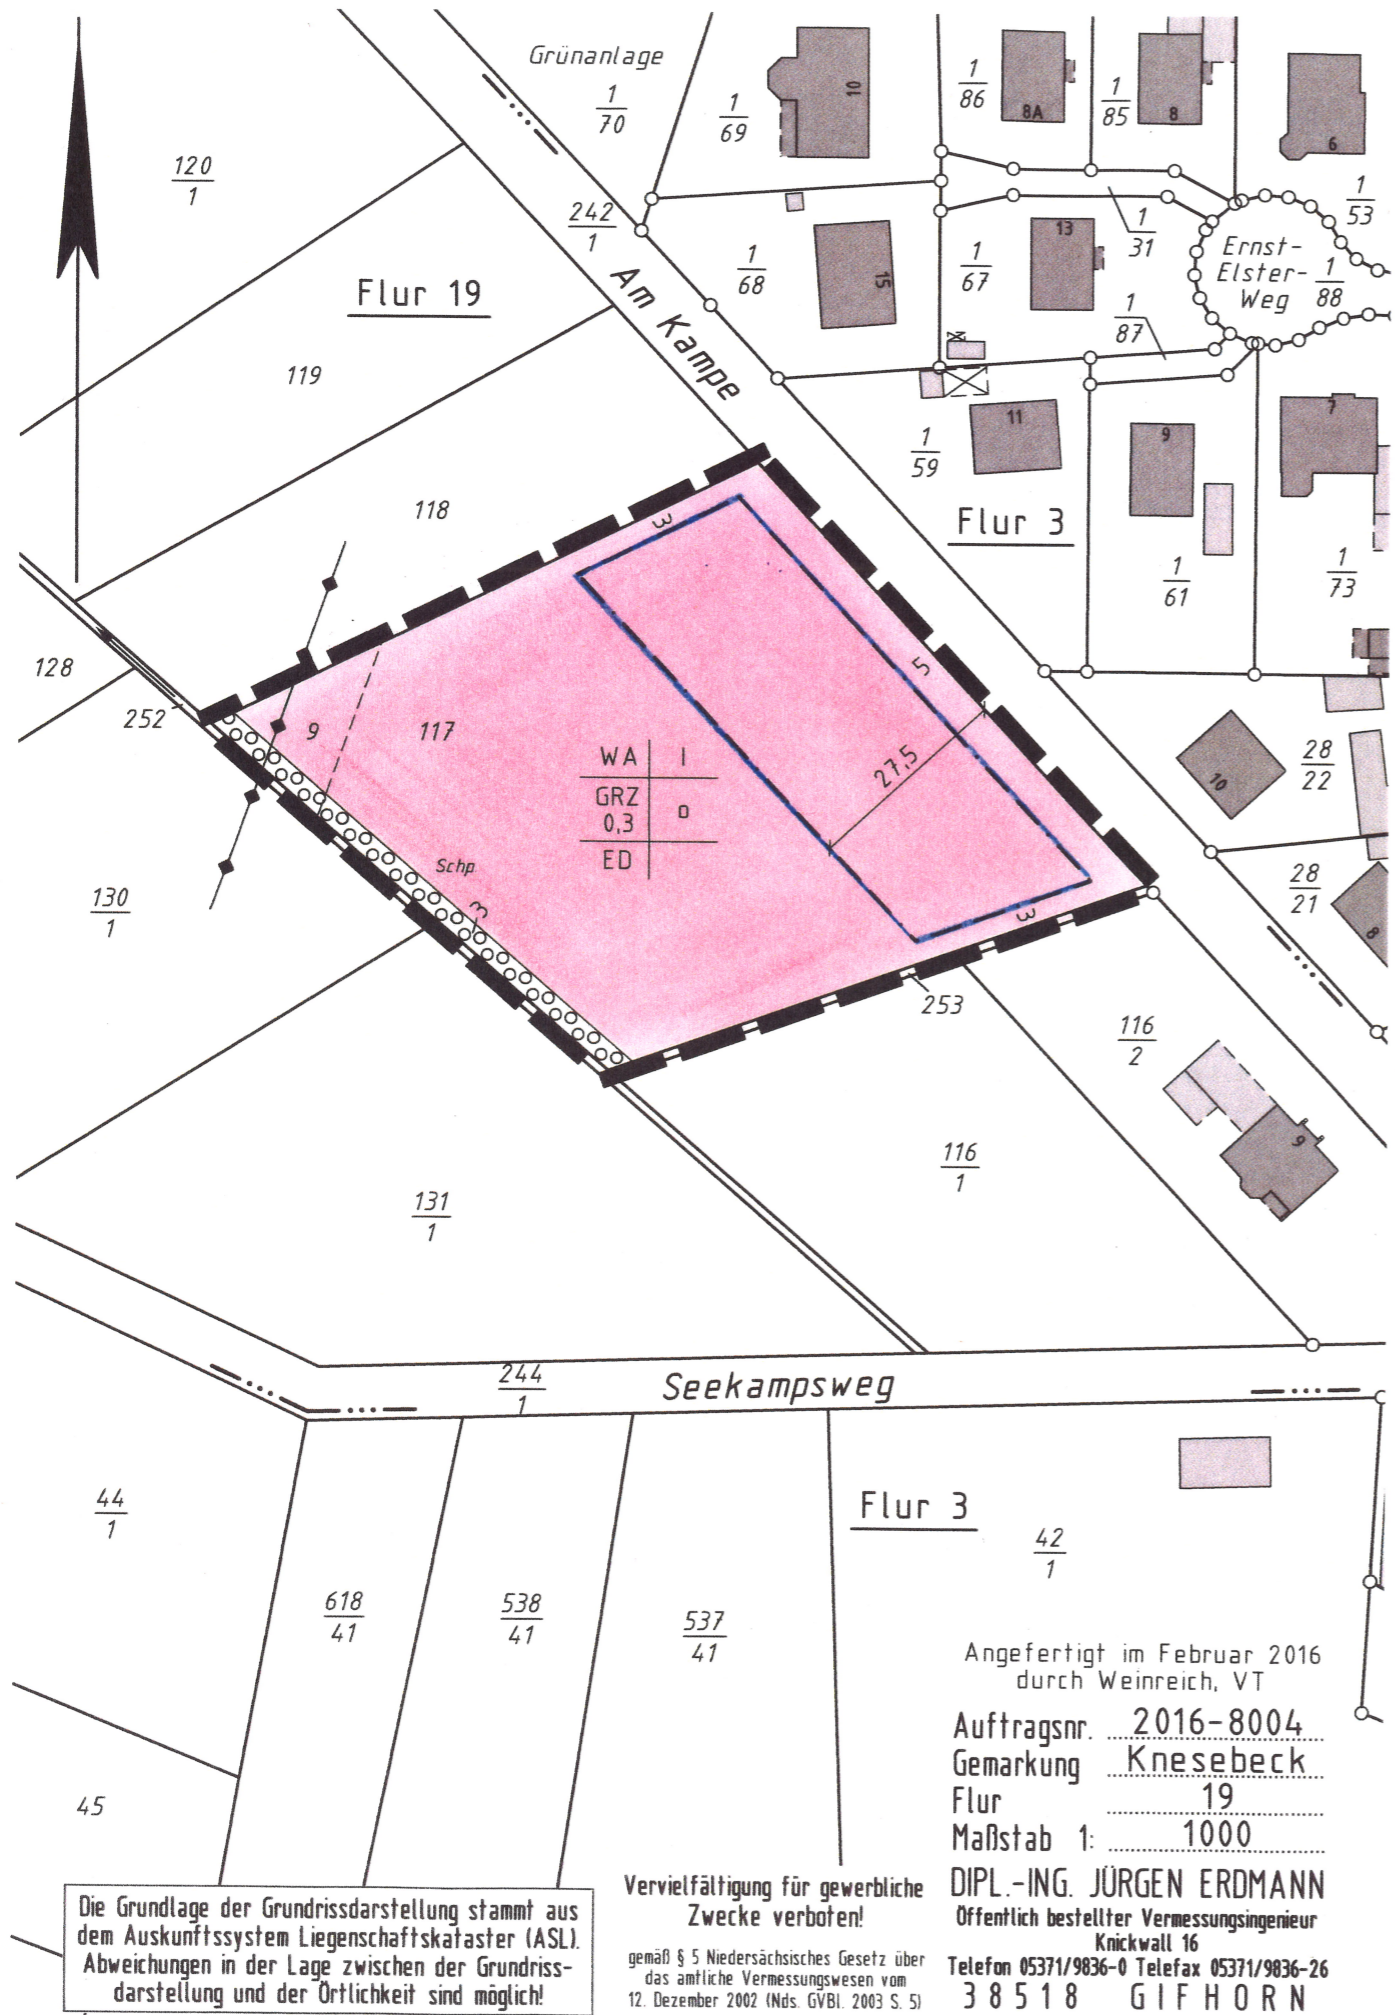 Grünanlage
1
70
1
69
10
1
86
8A
1
85
8
6
1
53
120
1
242
1
Am Kampe
1
68
15
1
67
13
1
31
Ernst-
Elster-
Weg
1
88
1
87
Flur 19
119
1
59
11
9
7
118
Flur 3
1
61
1
73
3
5
128
252
9
117
WA I
GRZ
0,3 o
ED
27,5
10
28
22
28
21
8
Schp
3
3
130
1
253
116
2
9
116
1
131
1
244
1
Seekampsweg
44
1
Flur 3
42
1
618
41
538
41
537
41
45
Angefertigt im Februar 2016
durch Weinreich, VT
Auftragsnr. 2016-8004
Gemarkung Knesebeck
Flur 19
Maßstab 1: 1000
DIPL.-ING. JÜRGEN ERDMANN
Öffentlich bestellter Vermessungsingenieur
Knickwall 16
Telefon 05371/9836-0 Telefax 05371/9836-26
38518 GIFHORN
Vervielfältigung für gewerbliche
Zwecke verboten!
gemäß § 5 Niedersächsisches Gesetz über
das amtliche Vermessungswesen vom
12. Dezember 2002 (Nds. GVBl. 2003 S. 5)
Die Grundlage der Grundrissdarstellung stammt aus
dem Auskunftssystem Liegenschaftskataster (ASL).
Abweichungen in der Lage zwischen der Grundriss-
darstellung und der Örtlichkeit sind möglich!